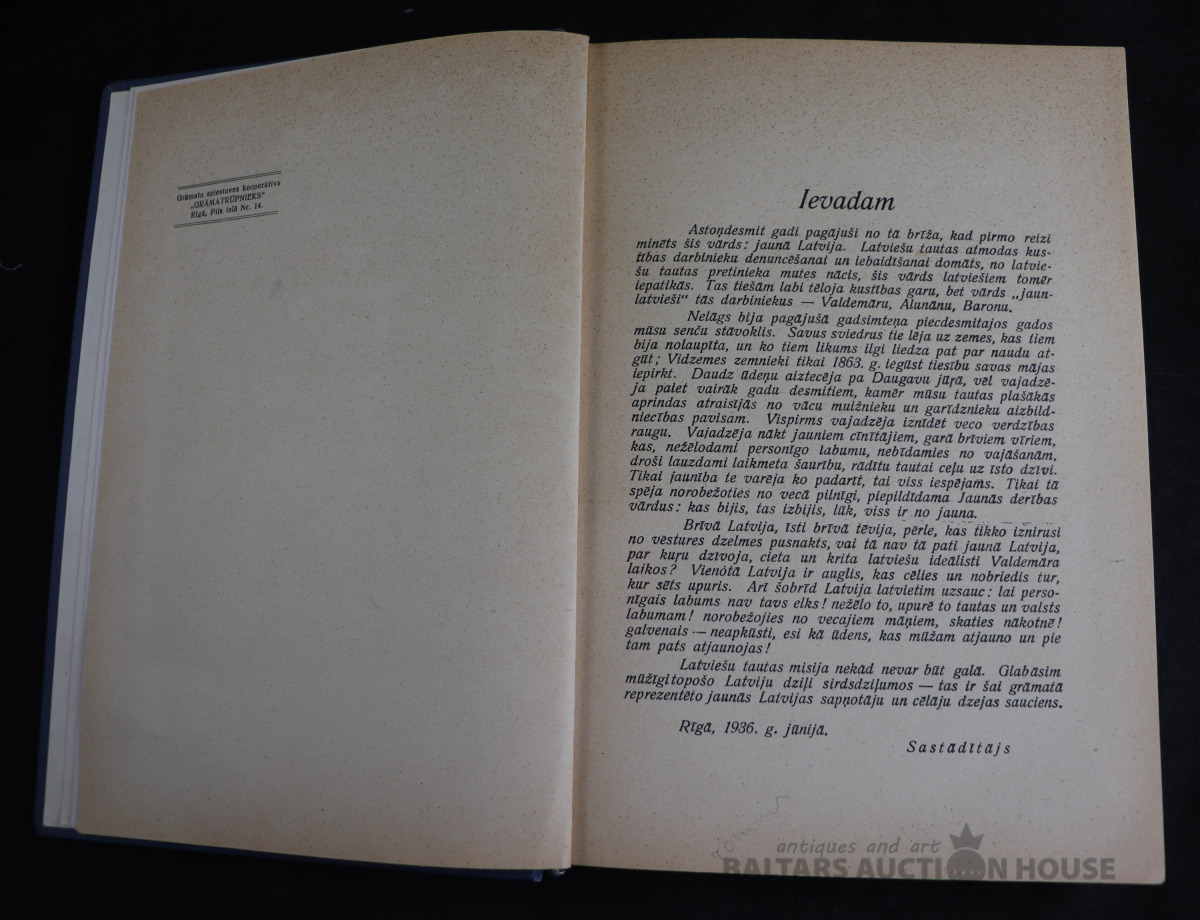 Grāmatu spiestuves kooperātīvs
„GRĀMATRŪPNIEKS“
Rīgā, Pils ielā Nr. 14.
Ievadam
Astoņdesmit gadi pagājuši no tā brīža, kad pirmo reizi
minēts šis vārds: jaunā Latvija. Latviešu tautas atmodas kus-
tības darbinieku denuncēšanai un iebaidīšanai domāts, no latvie-
šu tautas pretinieka mutes nācis, šis vārds latviešiem tomēr
iepatikās. Tas tiešām labi tēloja kustības garu, bet vārds „jaun-
latvieši“ tās darbiniekus — Valdemāru, Alunānu, Baronu.
Nelāgs bija pagājušā gadsimteņa piecdesmitajos gados
mūsu senču stāvoklis. Savus sviedrus tie lēja uz zemes, kas tiem
bija nolaupīta, un ko tiem likums ilgi liedza pat par naudu at-
gūt; Vidzemes zemnieki tikai 1863. g. iegūst tiesību savas mājas
iepirkt. Daudz ūdeņu aiztecēja pa Daugavu jūrā, vēl vajadzē-
ja palet vairāk gadu desmitiem, kamēr mūsu tautas plašākās
aprindas atraisījās no vācu muižnieku un garīdznieku aizbild-
niecības pavisam. Vispirms vajadzēja iznīdēt veco verdzības
raugu. Vajadzēja nākt jauniem cīnītājiem, garā brīviem vīriem,
kas, nežēlodami personīgo labumu, nebīdamies no vajāšanām,
droši lauzdami laikmeta šaurību, rādītu tautai ceļu uz īsto dzīvi.
Tikai jaunība te varēja ko padarīt, tai viss iespējams. Tikai tā
spēja norobežoties no vecā pilnīgi, piepildīdama Jaunās derības
vārdus: kas bijis, tas izbijis, lūk, viss ir no jauna.
Brīvā Latvija, īsti brīvā tēvija, pērle, kas tikko iznirusi
no vēstures dzelmes pusnakts, vai tā nav tā pati jaunā Latvija,
par kuŗu dzīvoja, cieta un krita latviešu ideālisti Valdemāra
laikos? Vienotā Latvija ir auglis, kas cēlies un nobriedis tur,
kur sēts upuris. Arī šobrīd Latvija latvietim uzsauc: lai perso-
nīgais labums nav tavs elks! nežēlo to, upurē to tautas un valsts
labumam! norobežojies no vecajiem māņiem, skaties nākotnē!
galvenais — neapkūsti, esi kā ūdens, kas mūžam atjauno un pie
tam pats atjaunojas!
Latviešu tautas misija nekad nevar būt galā. Glabāsim
mūžīgi topošo Latviju dziļi sirdsdziļumos — tas ir šai grāmatā
reprezentēto jaunās Latvijas sapņotāju un cēlāju dzejas sauciens.
Rīgā, 1936. g. jūnijā.
Sastādītājs
antiques and art
BALTARS AUCTION HOUSE